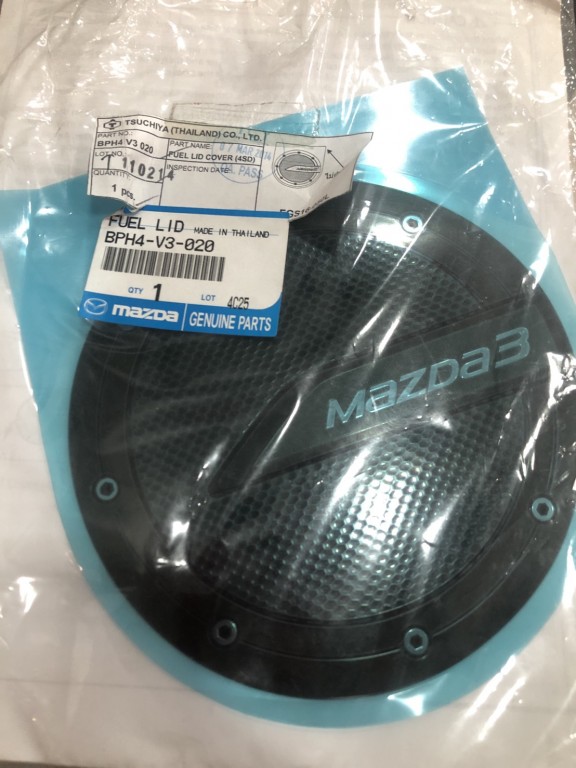 TSUCHIYA (THAILAND) CO., LTD.
PART NO.
BPH4 V3 020
PART NAME
FUEL LID COVER (4SD)
LOT NO.
110214
INSPECTION DATE
07 MAR
PASS
QUANTITY
1 pcs.
FUEL LID MADE IN THAILAND
BPH4-V3-020
QTY 1 LOT 4C25
mazda GENUINE PARTS
mazda3